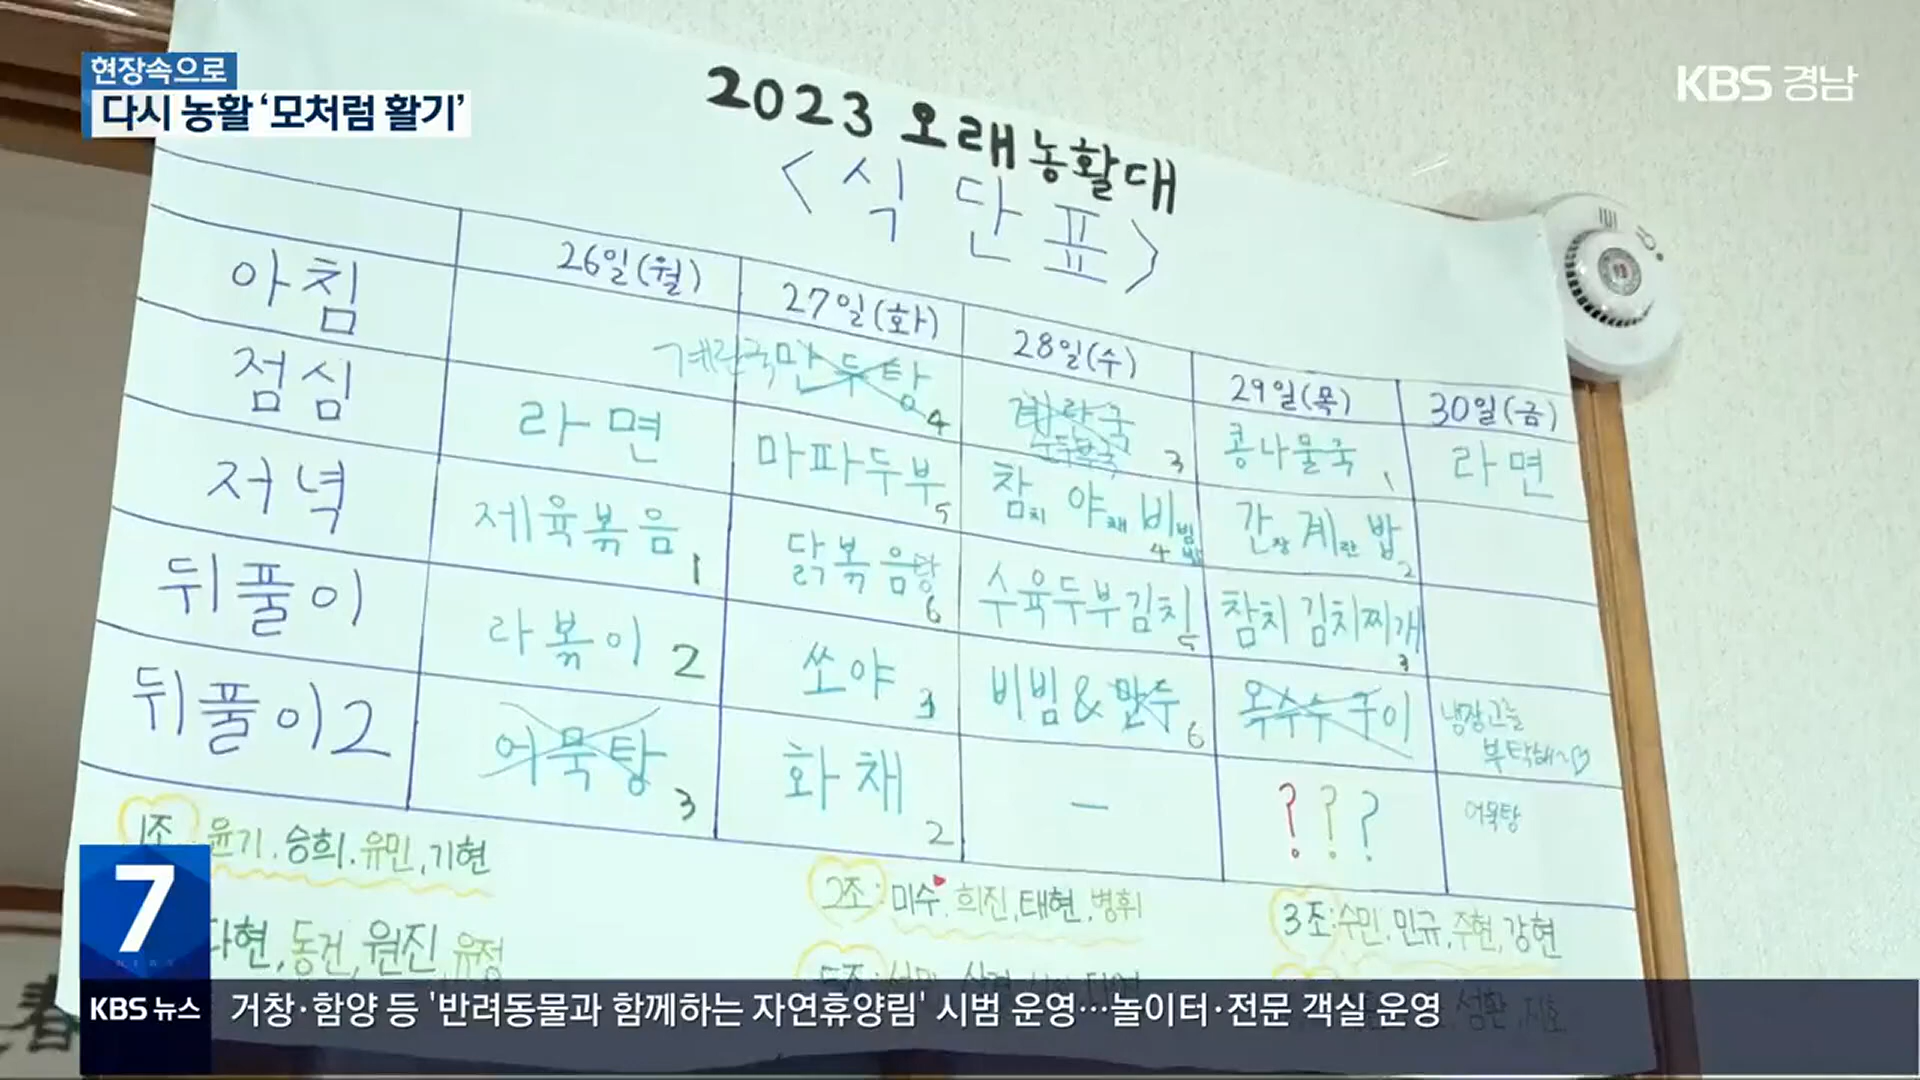 현장속으로
다시 농활 ‘모처럼 활기’
KBS 경남
2023 오래농활대
<식단표>
26일(월) 27일(화) 28일(수) 29일(목) 30일(금)
아침 계란국 만두탕 4 계란국 순두부국 3 콩나물국 1 라면
점심 라면 마파두부 5 참치 야채 비빔밥 4 간장계란밥 2
저녁 제육볶음 1 닭볶음탕 6 수육두부김치 5 참치 김치찌개 3
뒤풀이 라볶이 2 쏘야 3 비빔&만두 6 옥수수 구이 냉장고를 부탁해~♡
뒤풀이2 어묵탕 3 화채 2 - ??? 어묵탕
1조 윤기, 승희, 유민, 기현
2조: 미수, 희진, 태현, 병휘
3조: 수민, 민규, 주현, 강현
다현, 동건, 원진, 유정
5조:
성환
7
NEWS
KBS 뉴스
거창·함양 등 '반려동물과 함께하는 자연휴양림' 시범 운영…놀이터·전문 객실 운영